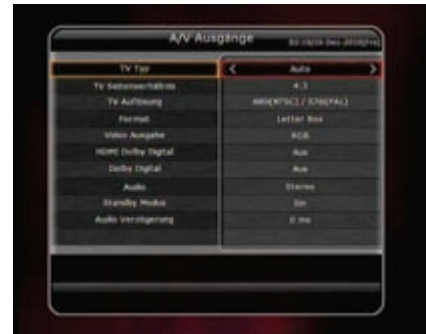 A/V Ausgänge
TV Typ Auto
TV Seitenverhältnis 4:3
TV Auflösung 480(NTSC) / 576(PAL)
Format Letter Box
Video Ausgabe RGB
HDMI Dolby Digital Aus
Dolby Digital Aus
Audio Stereo
Standby Modus Ein
Audio Verzögerung 0 ms